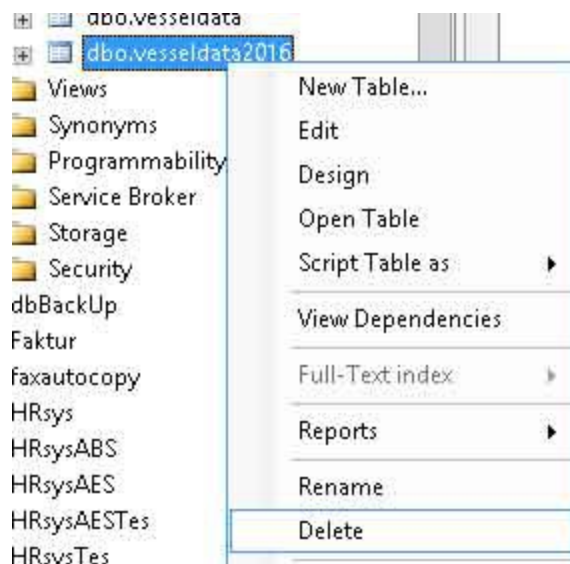 dbo.vesseldata
dbo.vesseldata2016
Views
Synonyms
Programmability
Service Broker
Storage
Security
dbBackUp
Faktur
faxautocopy
HRsys
HRsysABS
HRsysAES
HRsysAESTes
HRsysTes
New Table...
Edit
Design
Open Table
Script Table as
View Dependencies
Full-Text index
Reports
Rename
Delete